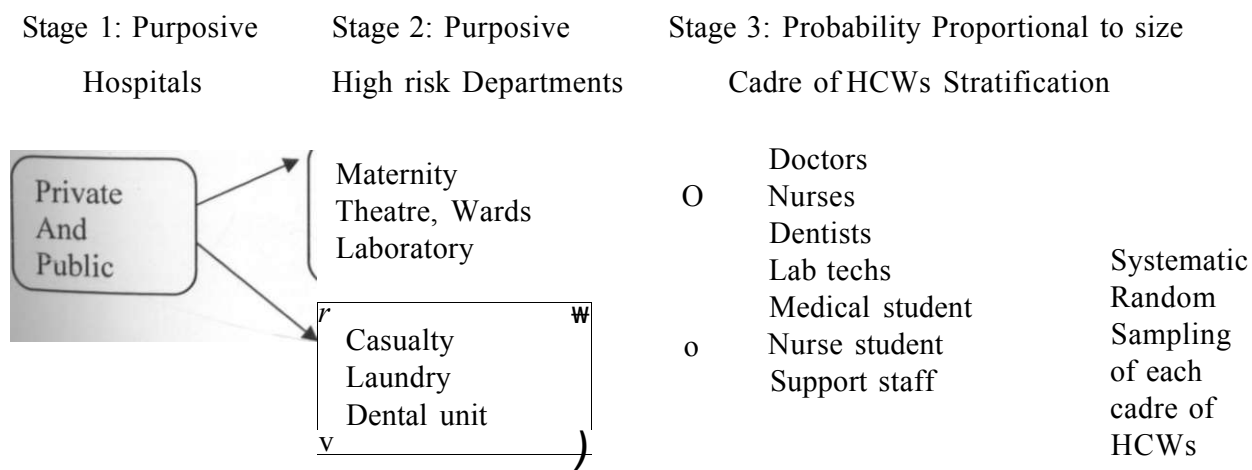 Stage 1: Purposive
Hospitals
Stage 2: Purposive
High risk Departments
Stage 3: Probability Proportional to size
Cadre of HCWs Stratification
Private
And
Public
Maternity
Theatre, Wards
Laboratory
r ₩
Casualty
Laundry
Dental unit
v )
O
o
Doctors
Nurses
Dentists
Lab techs
Medical student
Nurse student
Support staff
Systematic
Random
Sampling
of each
cadre of
HCWs